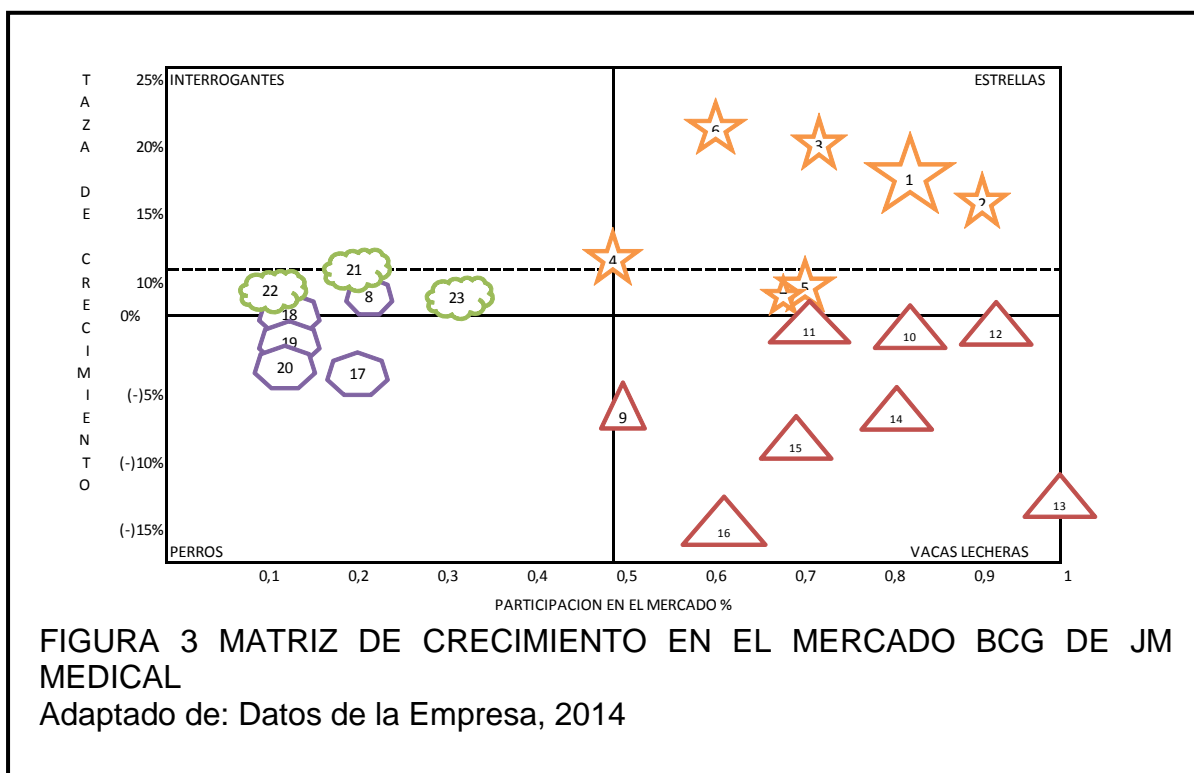 TAZA DE CRECIMIENTO
25% INTERROGANTES ESTRELLAS
6
20% 3
1
15% 2
4
21
10% 22 8 23 5
0% 18 11 10 12
19
20 17
(-)5% 9 14
15
(-)10%
13
(-)15% 16
PERROS VACAS LECHERAS
0,1 0,2 0,3 0,4 0,5 0,6 0,7 0,8 0,9 1
PARTICIPACION EN EL MERCADO %
FIGURA 3 MATRIZ DE CRECIMIENTO EN EL MERCADO BCG DE JM
MEDICAL
Adaptado de: Datos de la Empresa, 2014